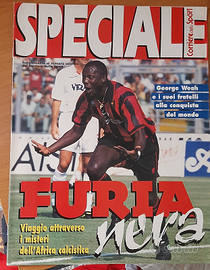 SPECIALE
Corriere dello Sport
George Weah
e i suoi fratelli
alla conquista
del mondo
FURIA
nera
Viaggio attraverso
i misteri
dell'Africa calcistica